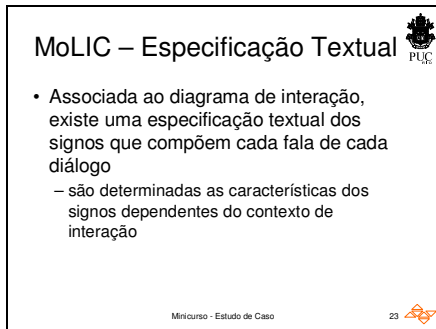 MoLIC – Especificação Textual
PUC
RIO
• Associada ao diagrama de interação,
existe uma especificação textual dos
signos que compõem cada fala de cada
diálogo
– são determinadas as características dos
signos dependentes do contexto de
interação
Minicurso - Estudo de Caso
23